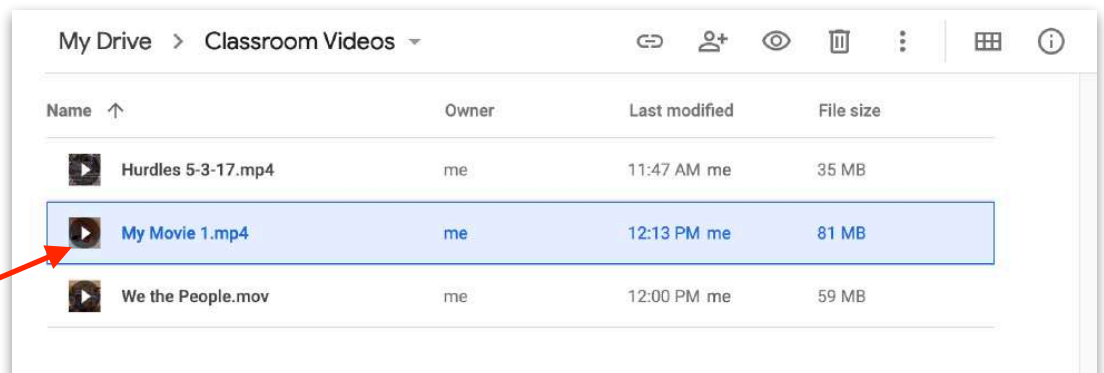 My Drive > Classroom Videos
Name Owner Last modified File size
Hurdles 5-3-17.mp4 me 11:47 AM me 35 MB
My Movie 1.mp4 me 12:13 PM me 81 MB
We the People.mov me 12:00 PM me 59 MB